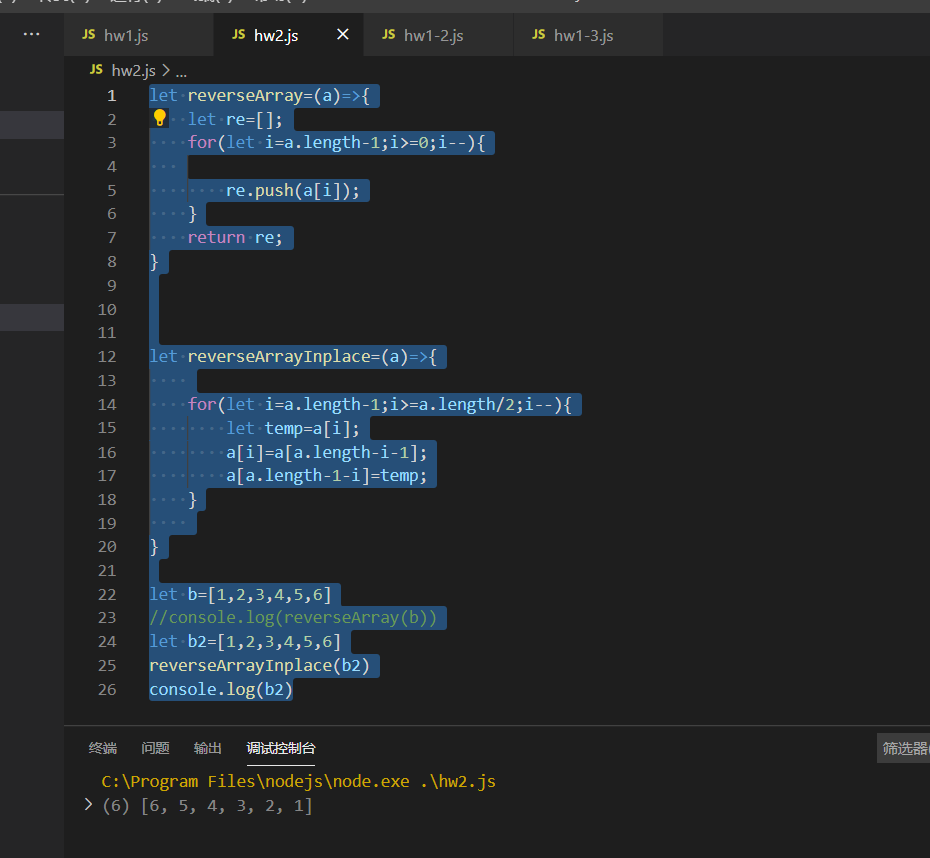 ···
JS hw1.js JS hw2.js × JS hw1-2.js JS hw1-3.js
JS hw2.js > ...
1 let reverseArray=(a)=>{
2 let re=[];
3 for(let i=a.length-1;i>=0;i--){
4
5 re.push(a[i]);
6 }
7 return re;
8 }
9
10
11
12 let reverseArrayInplace=(a)=>{
13
14 for(let i=a.length-1;i>=a.length/2;i--){
15 let temp=a[i];
16 a[i]=a[a.length-i-1];
17 a[a.length-1-i]=temp;
18 }
19
20 }
21
22 let b=[1,2,3,4,5,6]
23 //console.log(reverseArray(b))
24 let b2=[1,2,3,4,5,6]
25 reverseArrayInplace(b2)
26 console.log(b2)
终端 问题 输出 调试控制台 筛选器
C:\Program Files\nodejs\node.exe .\hw2.js
> (6) [6, 5, 4, 3, 2, 1]